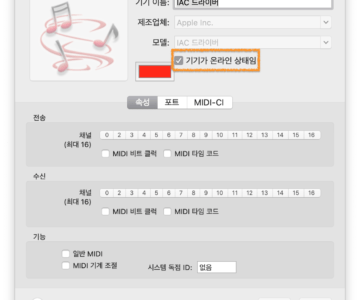 기기 이름: IAC 드라이버
제조업체: Apple Inc.
모델: IAC 드라이버
기기가 온라인 상태임
속성 포트 MIDI-CI
전송
채널 0 2 3 4 5 6 7 8 9 10 11 12 13 14 15 16
(최대 16)
MIDI 비트 클럭 MIDI 타임 코드
수신
채널 0 2 3 4 5 6 7 8 9 10 11 12 13 14 15 16
(최대 16)
MIDI 비트 클럭 MIDI 타임 코드
기능
일반 MIDI
MIDI 기계 조절 시스템 독점 ID: 없음